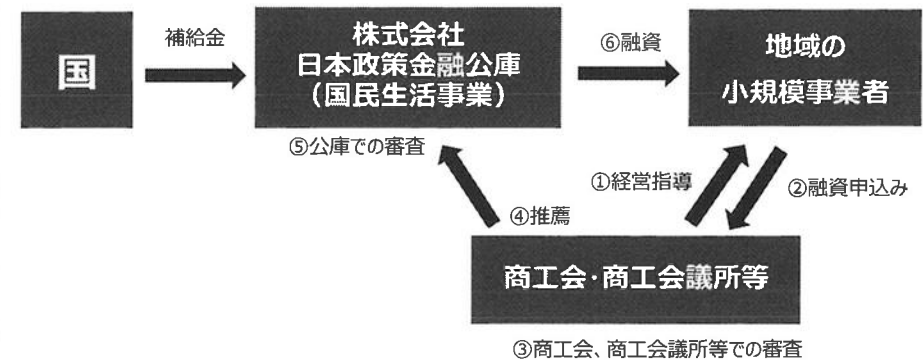 国
補給金
株式会社
日本政策金融公庫
（国民生活事業）
⑤公庫での審査
⑥融資
地域の
小規模事業者
①経営指導
②融資申込み
④推薦
商工会・商工会議所等
③商工会、商工会議所等での審査